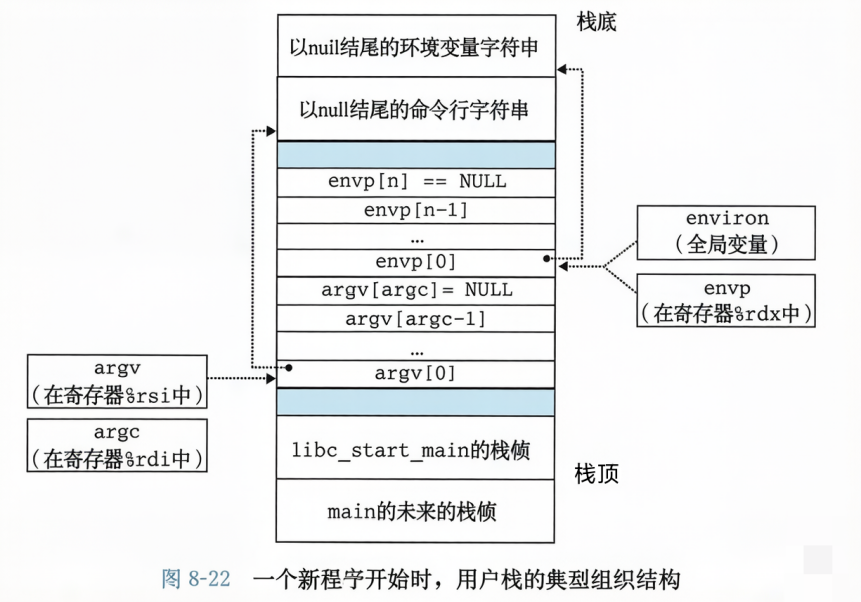 栈底
以nuil结尾的环境变量字符串
以null结尾的命令行字符串
envp[n] == NULL
envp[n-1]
...
envp[0]
argv[argc]= NULL
argv[argc-1]
...
argv[0]
environ
(全局变量)
envp
(在寄存器%rdx中)
argv
(在寄存器%rsi中)
argc
(在寄存器%rdi中)
libc_start_main的栈帧
栈顶
main的未来的栈帧
图 8-22 一个新程序开始时，用户栈的典型组织结构